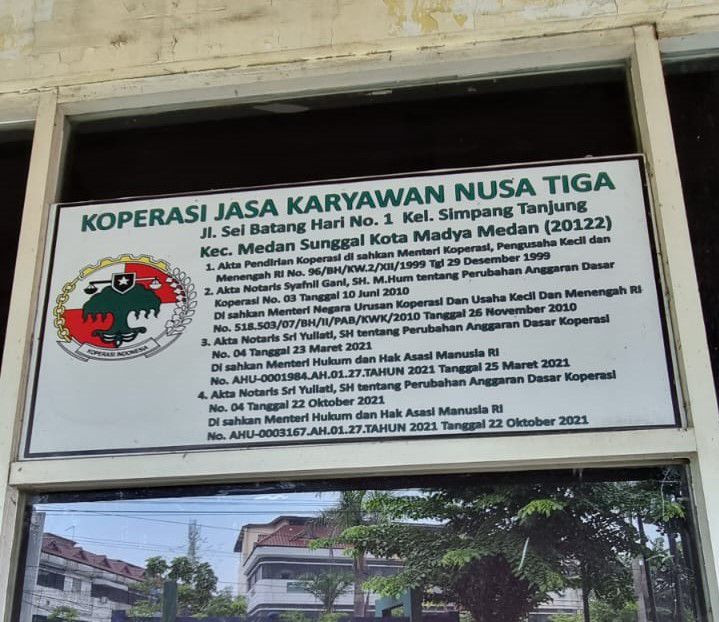 KOPERASI JASA KARYAWAN NUSA TIGA
Jl. Sei Batang Hari No. 1 Kel. Simpang Tanjung
Kec. Medan Sunggal Kota Madya Medan (20122)
1. Akta Pendirian Koperasi di sahkan Menteri Koperasi, Pengusaha Kecil dan
Menengah RI No. 96/BH/KW.2/XII/1999 Tgl 29 Desember 1999
2. Akta Notaris Syafnil Gani, SH. M.Hum tentang Perubahan Anggaran Dasar
Koperasi No. 03 Tanggal 10 Juni 2010
Di sahkan Menteri Negara Urusan Koperasi Dan Usaha Kecil Dan Menengah RI
No. 518.503/07/BH/II/PAB/KWK/2010 Tanggal 26 November 2010
3. Akta Notaris Sri Yuliati, SH tentang Perubahan Anggaran Dasar Koperasi
No. 04 Tanggal 23 Maret 2021
Di sahkan Menteri Hukum dan Hak Asasi Manusia RI
No. AHU-0001984.AH.01.27.TAHUN 2021 Tanggal 25 Maret 2021
4. Akta Notaris Sri Yuliati, SH tentang Perubahan Anggaran Dasar Koperasi
No. 04 Tanggal 22 Oktober 2021
Di sahkan Menteri Hukum dan Hak Asasi Manusia RI
No. AHU-0003167.AH.01.27.TAHUN 2021 Tanggal 22 Oktober 2021
KOPERASI INDONESIA